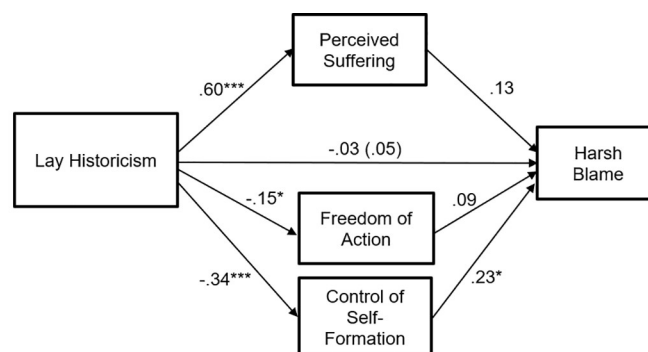 Perceived
Suffering
.60***
.13
Lay Historicism
-.03 (.05)
Harsh
Blame
-.15*
Freedom of
Action
.09
-.34***
Control of
Self-
Formation
.23*